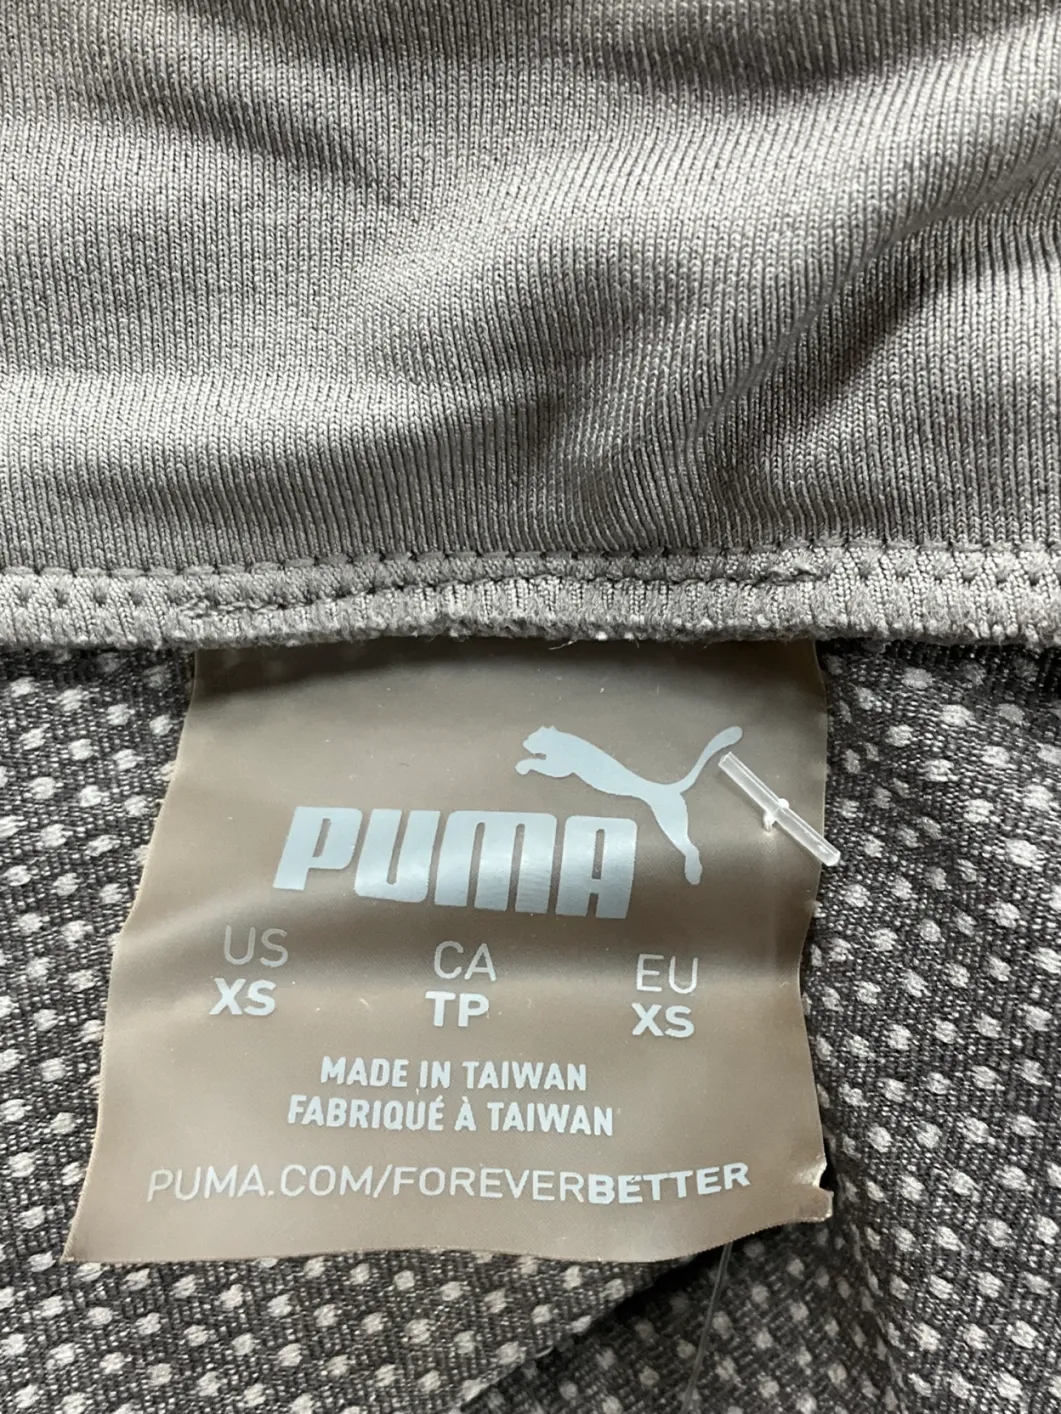 PUMA
US CA EU
XS TP XS
MADE IN TAIWAN
FABRIQUÉ À TAIWAN
PUMA.COM/FOREVERBETTER